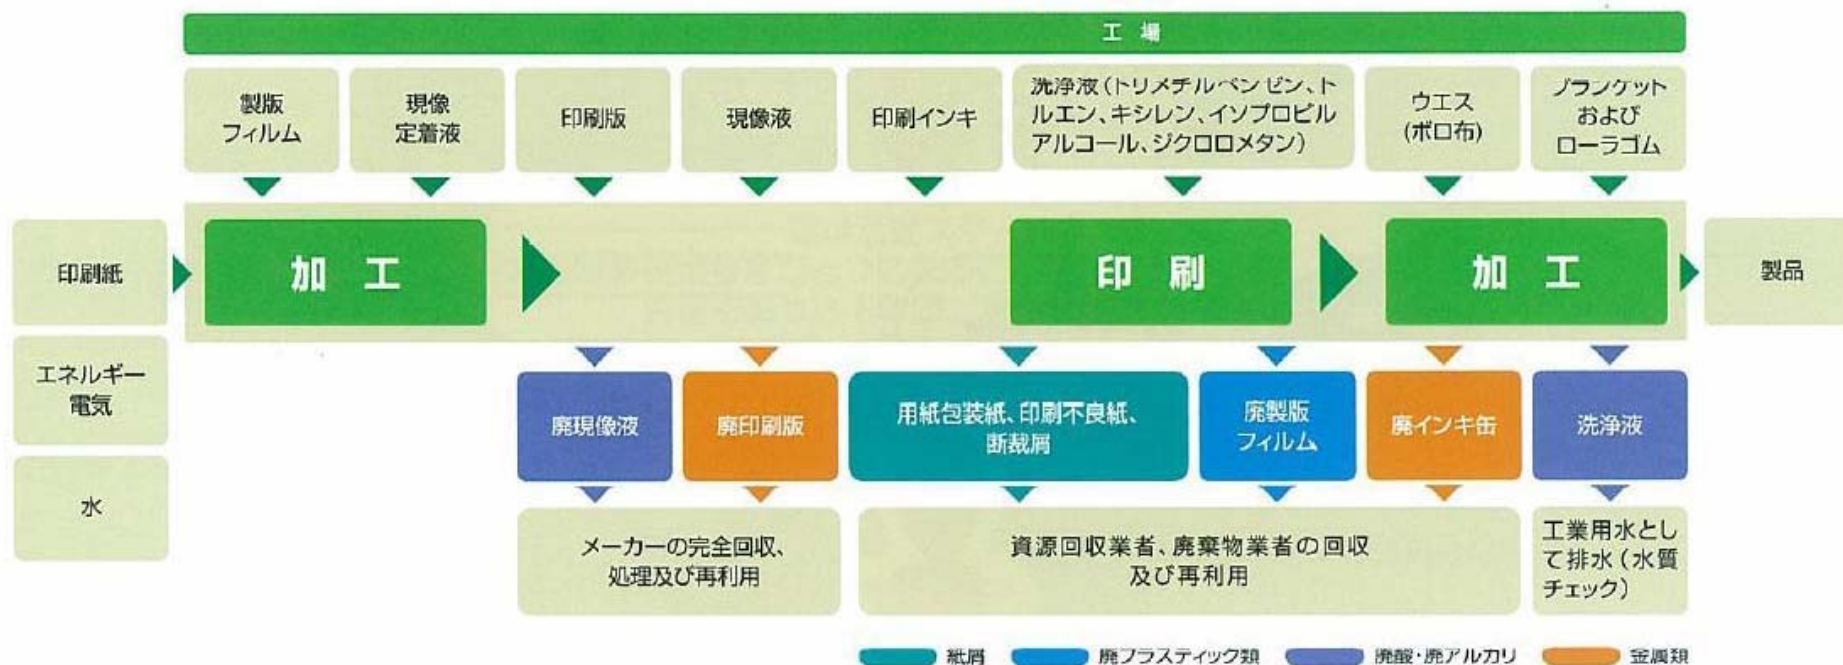 工場
製版
フィルム
現像
定着液
印刷版
現像液
印刷インキ
洗浄液(トリメチルベンゼン、ト
ルエン、キシレン、イソプロピル
アルコール、ジクロロメタン)
ウエス
(ボロ布)
ブランケット
および
ローラゴム
印刷紙
加工
印刷
加工
製品
エネルギー
電気
水
廃現像液
廃印刷版
用紙包装紙、印刷不良紙、
断裁屑
廃製版
フィルム
廃インキ缶
洗浄液
メーカーの完全回収、
処理及び再利用
資源回収業者、廃棄物業者の回収
及び再利用
工業用水とし
て排水(水質
チェック)
紙屑
廃プラスティック類
廃酸・廃アルカリ
金属類